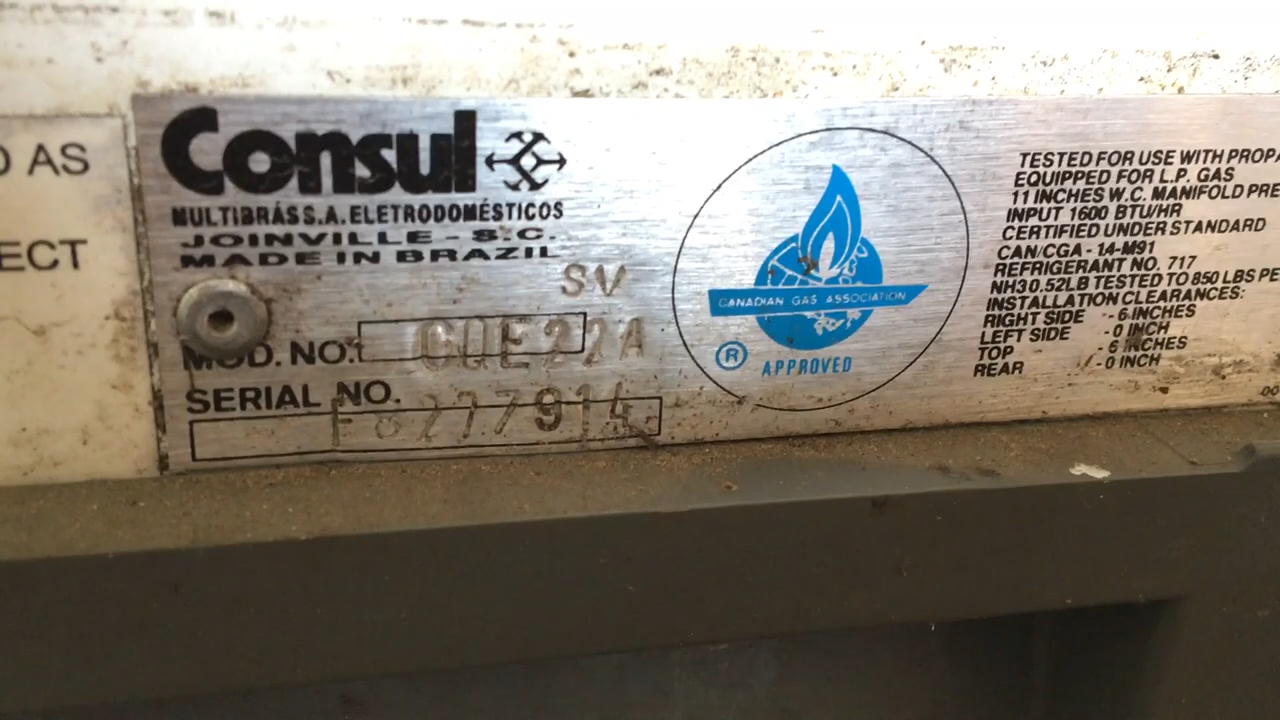 D AS
ECT
Consul
MULTIBRÁS S.A. ELETRODOMÉSTICOS
JOINVILLE - S.C.
MADE IN BRAZIL
SV
MOD. NO.: CQE22A
SERIAL NO.
F8277914
CANADIAN GAS ASSOCIATION
® APPROVED
TESTED FOR USE WITH PROPA
EQUIPPED FOR L.P. GAS
11 INCHES W.C. MANIFOLD PRE
INPUT 1600 BTU/HR
CERTIFIED UNDER STANDARD
CAN/CGA - 1.4-M91
REFRIGERANT NO. 717
NH3 0.52LB TESTED TO 850 LBS PE
INSTALLATION CLEARANCES:
RIGHT SIDE - 6 INCHES
LEFT SIDE - 0 INCH
TOP - 6 INCHES
REAR - 0 INCH